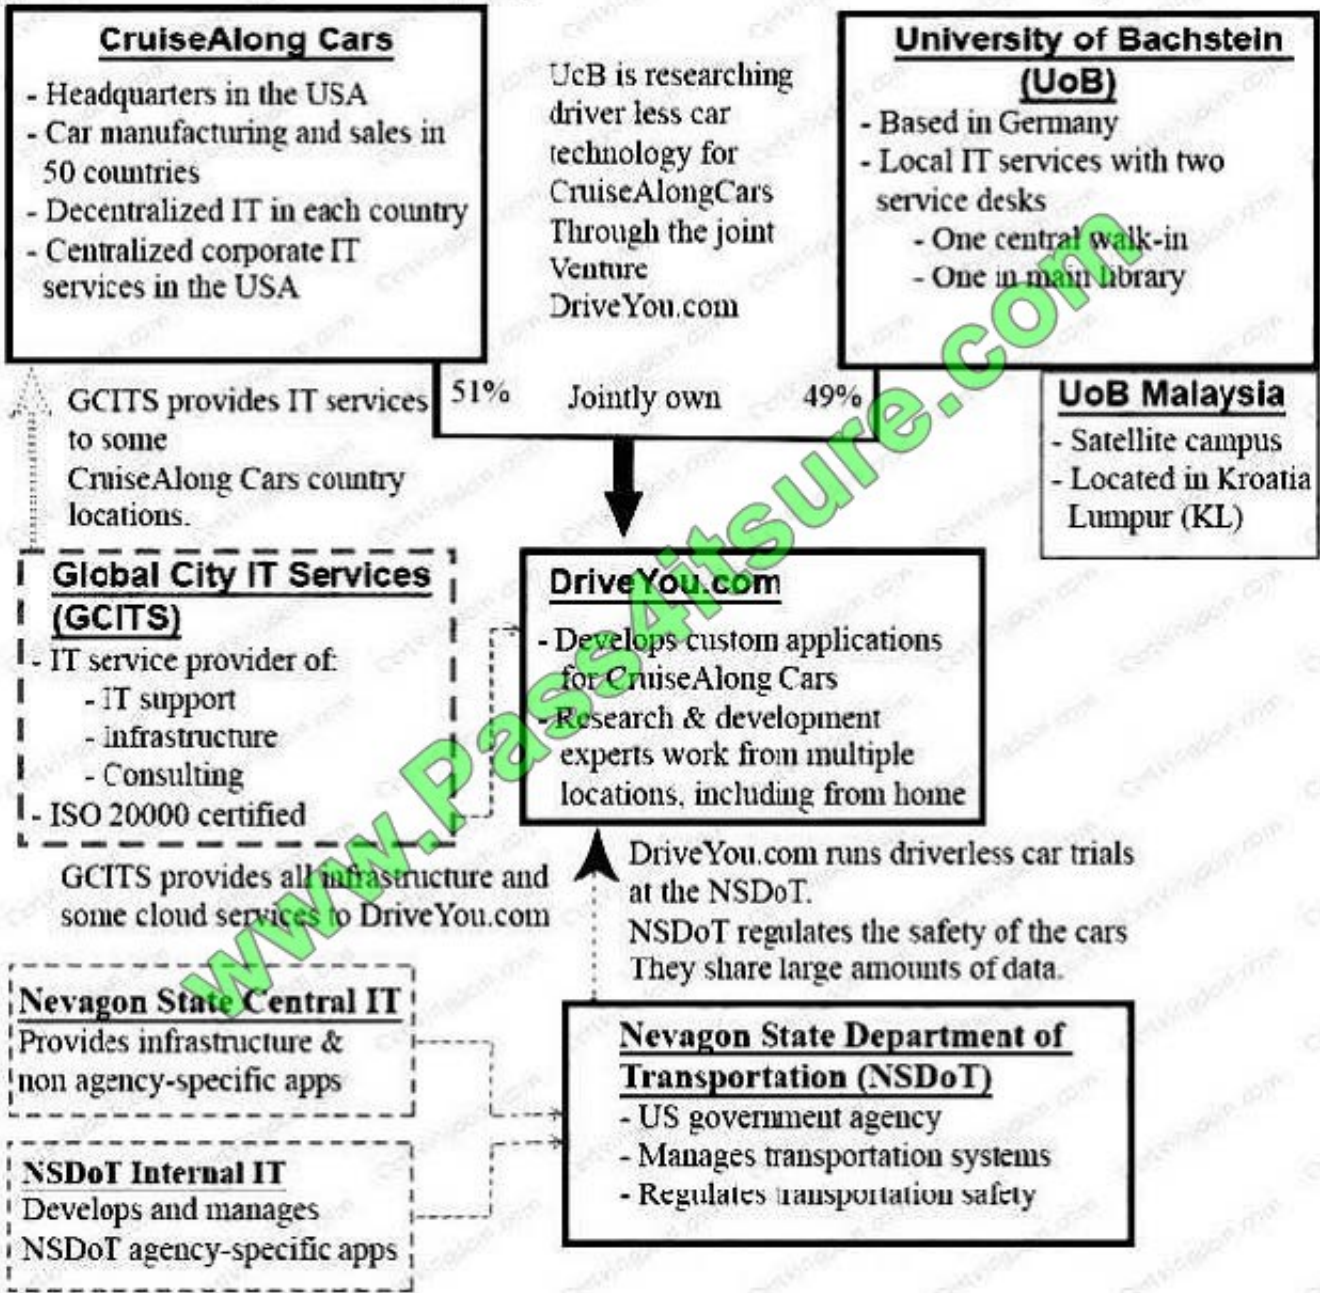 CruiseAlong Cars
- Headquarters in the USA
- Car manufacturing and sales in
50 countries
- Decentralized IT in each country
- Centralized corporate IT
services in the USA
UcB is researching
driver less car
technology for
CruiseAlongCars
Through the joint
Venture
DriveYou.com
University of Bachstein
(UoB)
- Based in Germany
- Local IT services with two
service desks
- One central walk-in
- One in main library
51% Jointly own 49%
UoB Malaysia
- Satellite campus
- Located in Kroatia
Lumpur (KL)
GCITS provides IT services
to some
CruiseAlong Cars country
locations.
Global City IT Services
(GCITS)
- IT service provider of:
- IT support
- Infrastructure
- Consulting
- ISO 20000 certified
DriveYou.com
- Develops custom applications
for CruiseAlong Cars
- Research & development
experts work from multiple
locations, including from home
GCITS provides all infrastructure and
some cloud services to DriveYou.com
DriveYou.com runs driverless car trials
at the NSDoT.
NSDoT regulates the safety of the cars
They share large amounts of data.
Nevagon State Central IT
Provides infrastructure &
non agency-specific apps
NSDoT Internal IT
Develops and manages
NSDoT agency-specific apps
Nevagon State Department of
Transportation (NSDoT)
- US government agency
- Manages transportation systems
- Regulates transportation safety
www.Pass4itsure.com